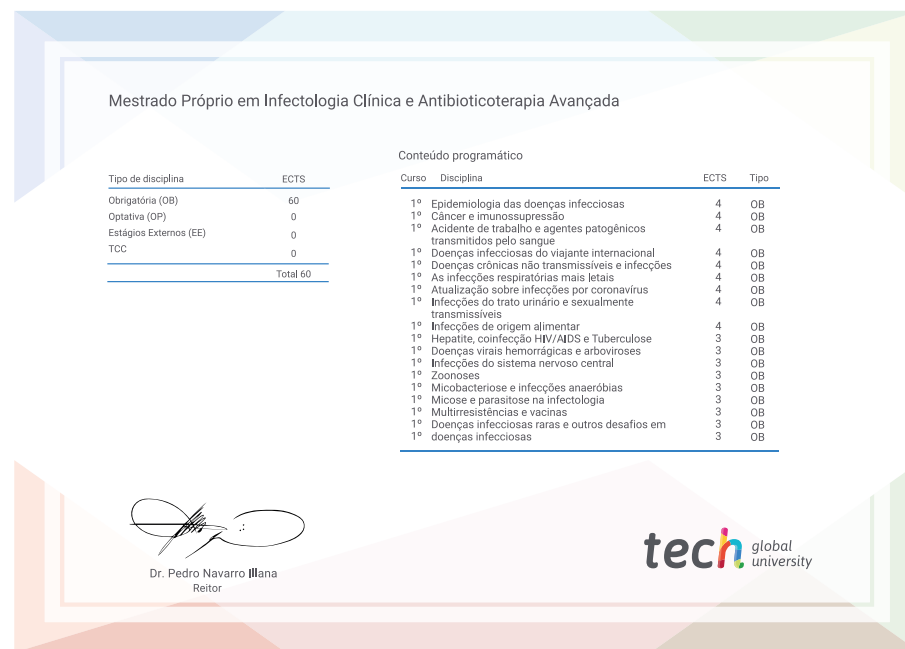 Mestrado Próprio em Infectologia Clínica e Antibioticoterapia Avançada
Tipo de disciplina ECTS
Obrigatória (OB) 60
Optativa (OP) 0
Estágios Externos (EE) 0
TCC 0
Total 60
Conteúdo programático
Curso Disciplina ECTS Tipo
1º Epidemiologia das doenças infecciosas 4 OB
1º Câncer e imunossupressão 4 OB
1º Acidente de trabalho e agentes patogênicos 4 OB
transmitidos pelo sangue
1º Doenças infecciosas do viajante internacional 4 OB
1º Doenças crônicas não transmissíveis e infecções 4 OB
1º As infecções respiratórias mais letais 4 OB
1º Atualização sobre infecções por coronavírus 4 OB
1º Infecções do trato urinário e sexualmente 4 OB
transmissíveis
1º Infecções de origem alimentar 4 OB
1º Hepatite, coinfecção HIV/AIDS e Tuberculose 3 OB
1º Doenças virais hemorrágicas e arboviroses 3 OB
1º Infecções do sistema nervoso central 3 OB
1º Zoonoses 3 OB
1º Micobacteriose e infecções anaeróbias 3 OB
1º Micose e parasitose na infectologia 3 OB
1º Multirresistências e vacinas 3 OB
1º Doenças infecciosas raras e outros desafios em 3 OB
1º doenças infecciosas 3 OB
Dr. Pedro Navarro Illana
Reitor
tech global
university